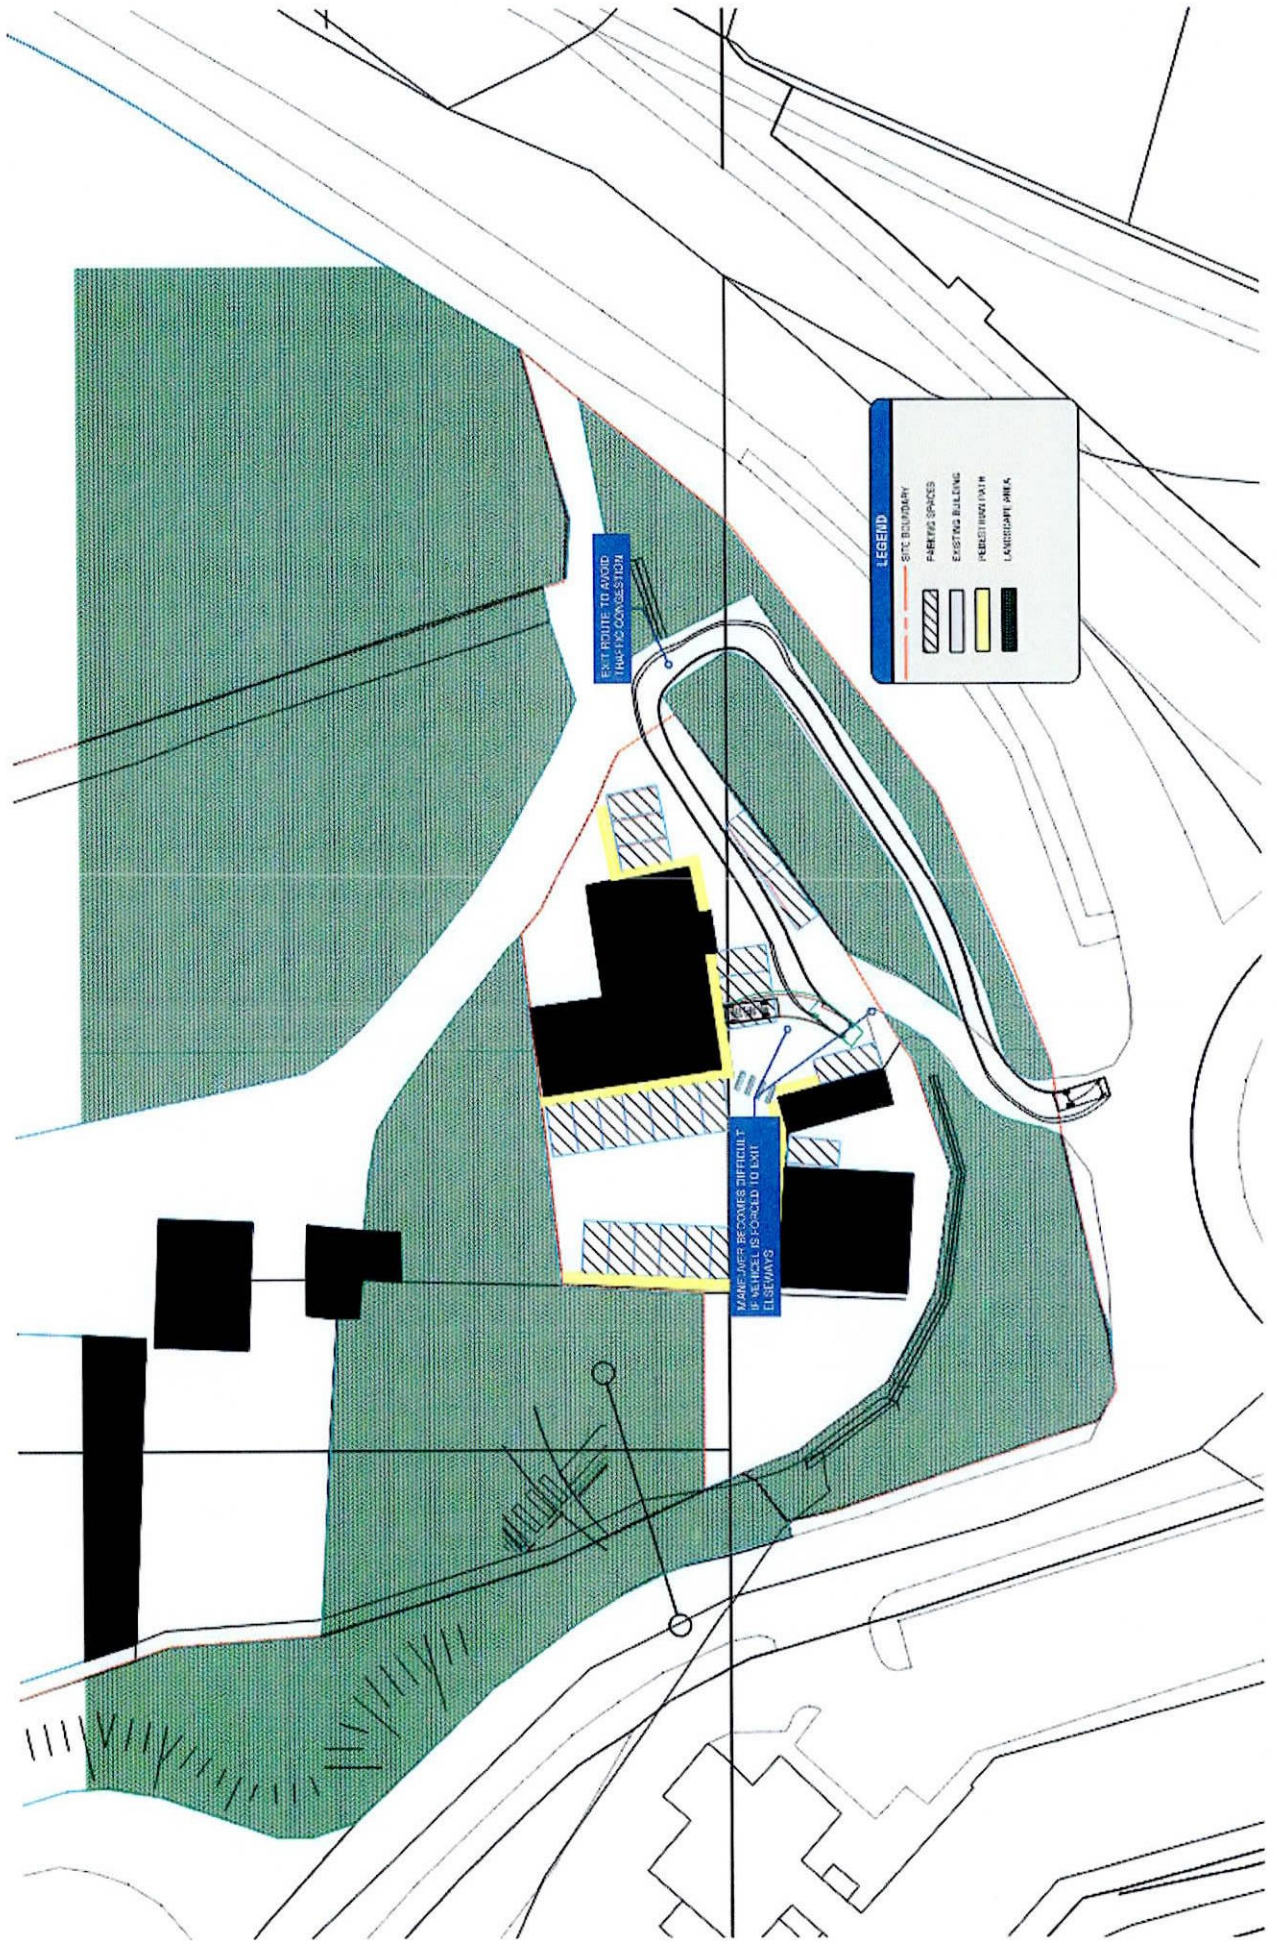 EXIT ROUTE TO AVOID
TRAFFIC CONGESTION
LEGEND
SITE BOUNDARY
PARKING SPACES
EXISTING BUILDING
PEDESTRIAN PATH
LANDSCAPE AREA
MANEUVER BECOMES DIFFICULT
IF VEHICEL IS FORCED TO EXIT
ELSEWAYS